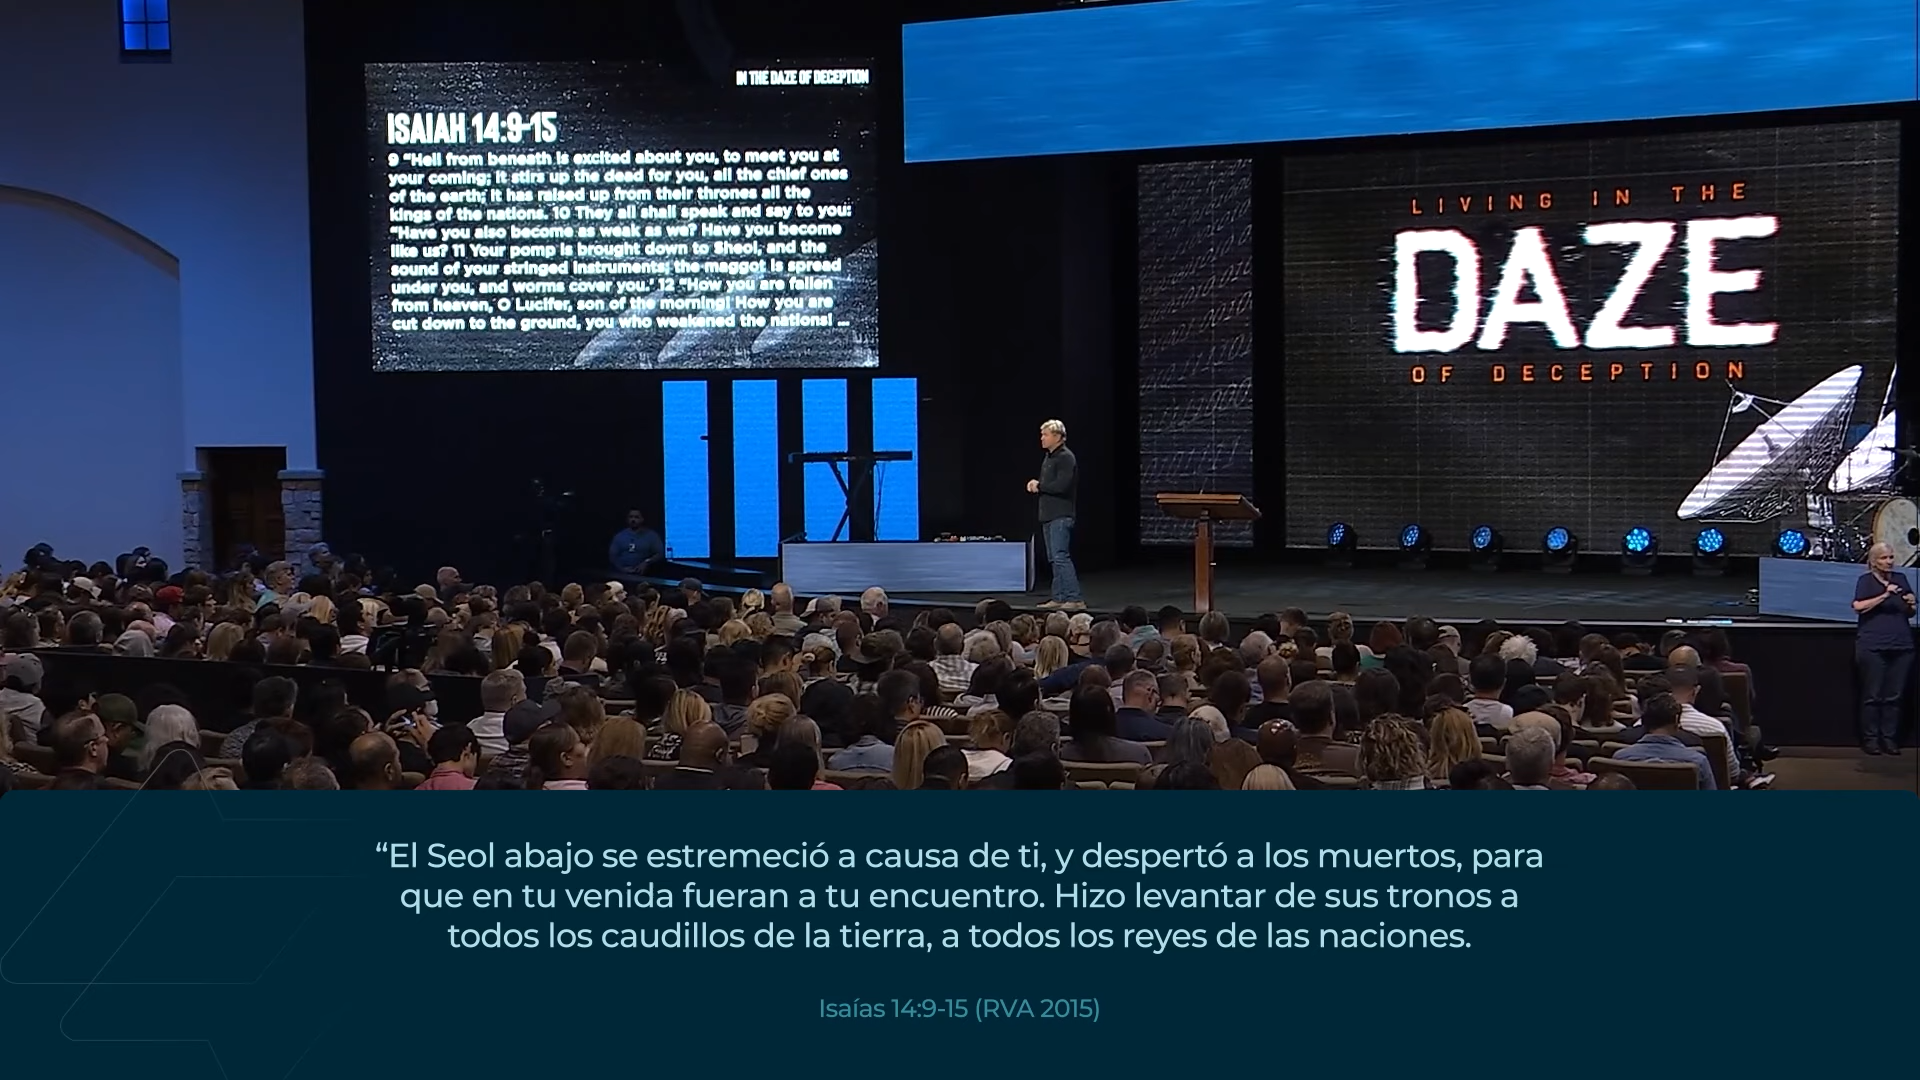 IN THE DAZE OF DECEPTION
ISAIAH 14:9-15
9 “Hell from beneath is excited about you, to meet you at
your coming; it stirs up the dead for you, all the chief ones
of the earth; it has raised up from their thrones all the
kings of the nations. 10 They all shall speak and say to you:
“Have you also become as weak as we? Have you become
like us? 11 Your pomp is brought down to Sheol, and the
sound of your stringed instruments; the maggot is spread
under you, and worms cover you.’ 12 “How you are fallen
from heaven, O Lucifer, son of the morning! How you are
cut down to the ground, you who weakened the nations! ...
LIVING IN THE
DAZE
OF DECEPTION
“El Seol abajo se estremeció a causa de ti, y despertó a los muertos, para
que en tu venida fueran a tu encuentro. Hizo levantar de sus tronos a
todos los caudillos de la tierra, a todos los reyes de las naciones.
Isaías 14:9-15 (RVA 2015)